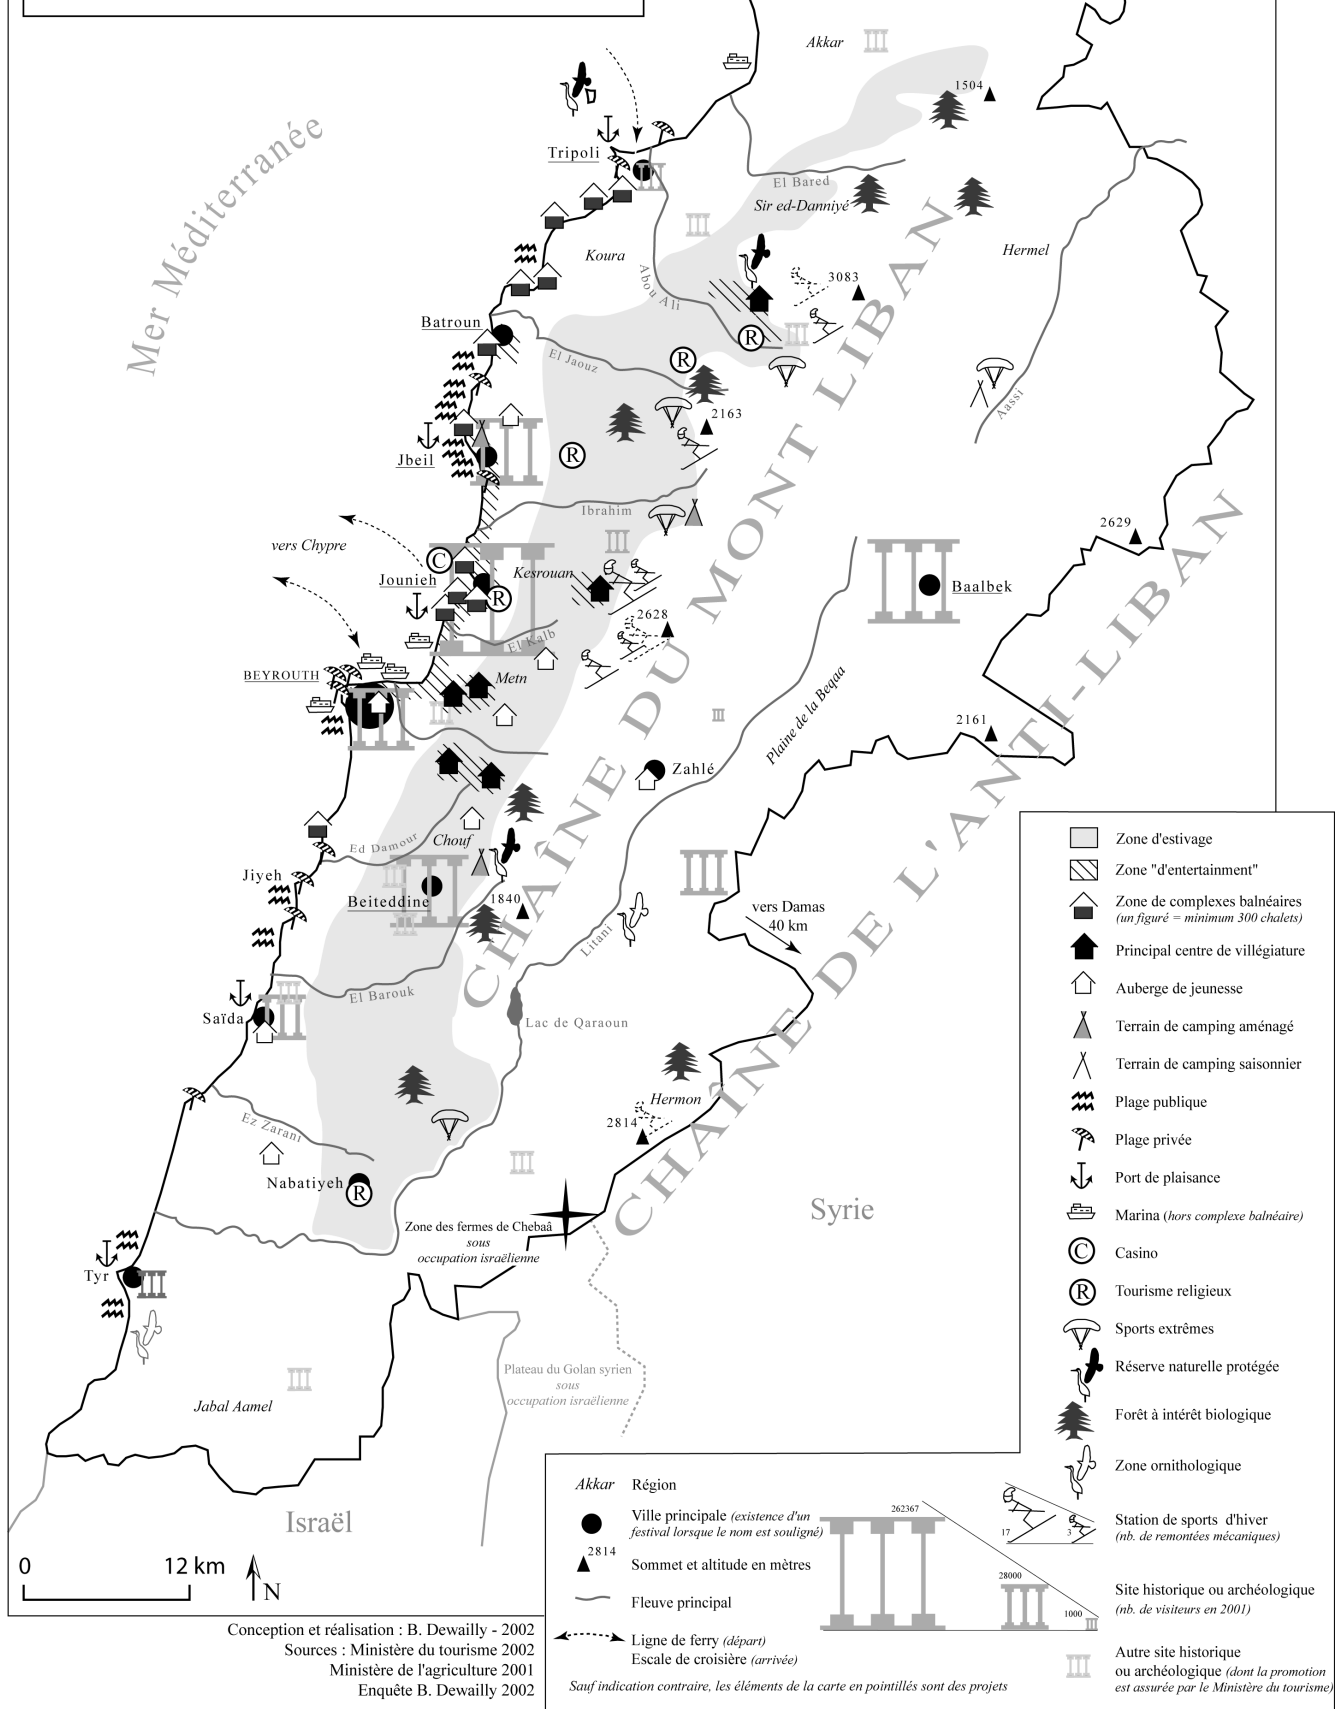 Akkar
1504
Mer Méditerranée
Tripoli
El Bared
Sir ed-Danniyé
Koura
Hermel
Abou Ali
3083
Batroun
El Jaouz
Aassi
2163
Jbeil
Ibrahim
2629
vers Chypre
Kesrouan
Jounieh
Baalbek
2628
El Kalb
BEYROUTH
Metn
CHAÎNE DU MONT LIBAN
Plaine de la Beqaa
2161
Zahlé
CHAÎNE DE L'ANTI-LIBAN
Ed Damour
Chouf
Jiyeh
Beiteddine
1840
vers Damas
40 km
Litani
El Barouk
Saïda
Lac de Qaraoun
Hermon
2814
Ez Zarani
Nabatiyeh
Syrie
Zone des fermes de Chebaâ
sous
occupation israëlienne
Tyr
Plateau du Golan syrien
sous
occupation israëlienne
Jabal Aamel
Israël
0 12 km
N
Conception et réalisation : B. Dewailly - 2002
Sources : Ministère du tourisme 2002
Ministère de l'agriculture 2001
Enquête B. Dewailly 2002
Zone d'estivage
Zone "d'entertainment"
Zone de complexes balnéaires
(un figuré = minimum 300 chalets)
Principal centre de villégiature
Auberge de jeunesse
Terrain de camping aménagé
Terrain de camping saisonnier
Plage publique
Plage privée
Port de plaisance
Marina (hors complexe balnéaire)
C Casino
R Tourisme religieux
Sports extrêmes
Réserve naturelle protégée
Forêt à intérêt biologique
Zone ornithologique
17 3 Station de sports d'hiver
(nb. de remontées mécaniques)
262367
28000
1000
Site historique ou archéologique
(nb. de visiteurs en 2001)
Autre site historique
ou archéologique (dont la promotion
est assurée par le Ministère du tourisme)
Akkar Région
Ville principale (existence d'un
festival lorsque le nom est souligné)
2814
Sommet et altitude en mètres
Fleuve principal
Ligne de ferry (départ)
Escale de croisière (arrivée)
Sauf indication contraire, les éléments de la carte en pointillés sont des projets